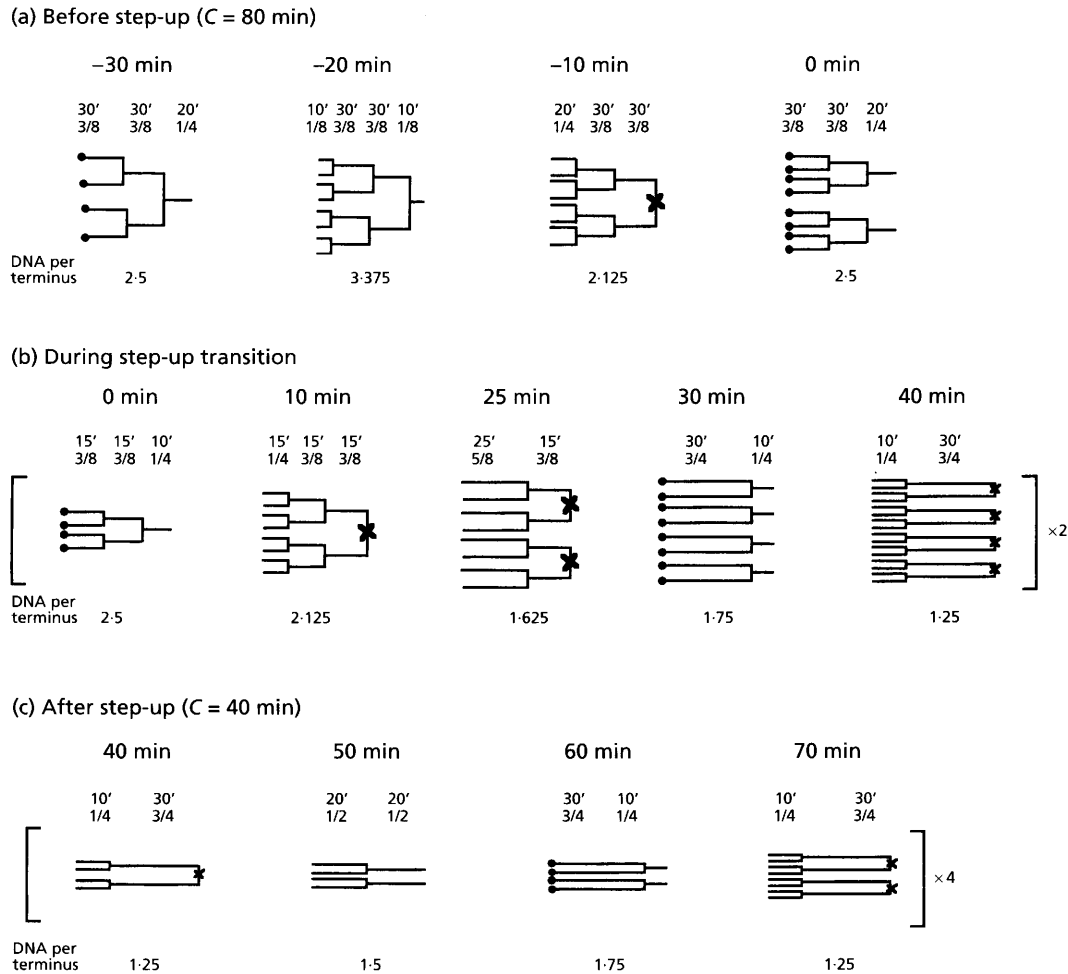 (a) Before step-up (C = 80 min)
–30 min –20 min –10 min 0 min
30' 30' 20' 10' 30' 30' 10' 20' 30' 30' 30' 30' 20'
3/8 3/8 1/4 1/8 3/8 3/8 1/8 1/4 3/8 3/8 3/8 3/8 1/4
DNA per
terminus 2·5 3·375 2·125 2·5
(b) During step-up transition
0 min 10 min 25 min 30 min 40 min
15' 15' 10' 15' 15' 15' 25' 15' 30' 10' 10' 30'
3/8 3/8 1/4 1/4 3/8 3/8 5/8 3/8 3/4 1/4 1/4 3/4
×2
DNA per
terminus 2·5 2·125 1·625 1·75 1·25
(c) After step-up (C = 40 min)
40 min 50 min 60 min 70 min
10' 30' 20' 20' 30' 10' 10' 30'
1/4 3/4 1/2 1/2 3/4 1/4 1/4 3/4
×4
DNA per
terminus 1·25 1·5 1·75 1·25